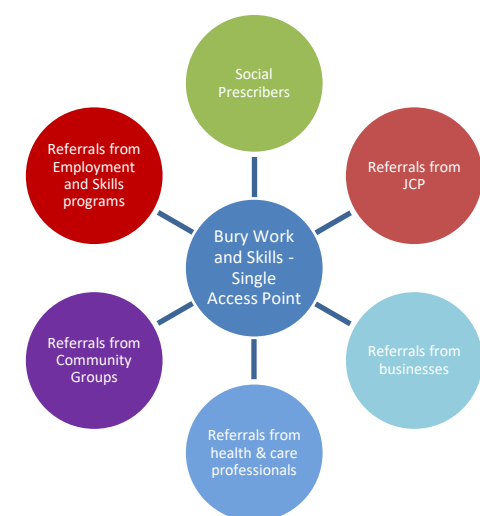 Social
Prescribers
Referrals from
Employment
and Skills
programs
Referrals from
JCP
Bury Work
and Skills -
Single
Access Point
Referrals from
Community
Groups
Referrals from
businesses
Referrals from
health & care
professionals